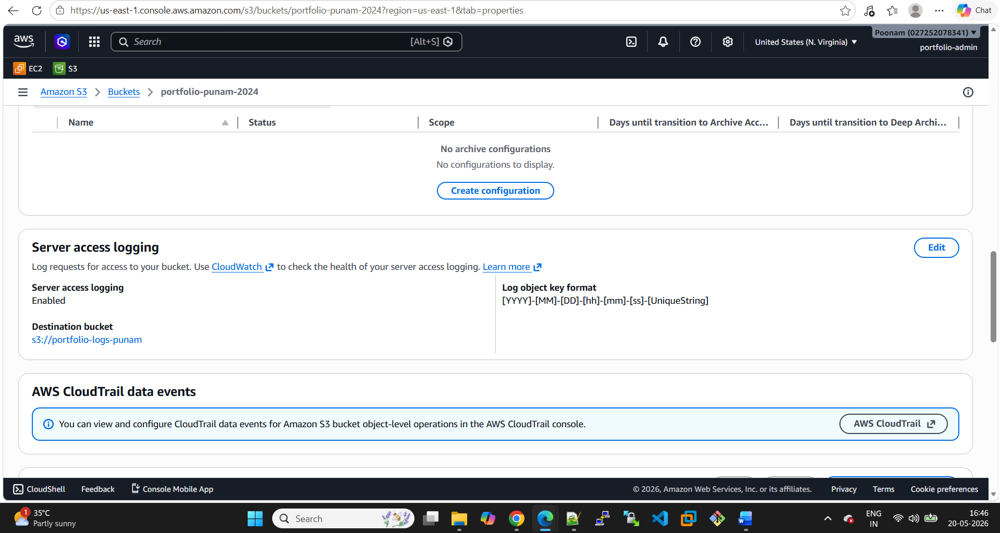 https://us-east-1.console.aws.amazon.com/s3/buckets/portfolio-punam-2024?region=us-east-1&tab=properties
Chat
aws
Search
[Alt+S]
United States (N. Virginia)
Poonam (027252078341)
portfolio-admin
EC2
S3
Amazon S3
Buckets
portfolio-punam-2024
Name
Status
Scope
Days until transition to Archive Acc...
Days until transition to Deep Archi...
No archive configurations
No configurations to display.
Create configuration
Server access logging
Edit
Log requests for access to your bucket. Use CloudWatch to check the health of your server access logging. Learn more
Server access logging
Enabled
Log object key format
[YYYY]-[MM]-[DD]-[hh]-[mm]-[ss]-[UniqueString]
Destination bucket
s3://portfolio-logs-punam
AWS CloudTrail data events
You can view and configure CloudTrail data events for Amazon S3 bucket object-level operations in the AWS CloudTrail console.
AWS CloudTrail
CloudShell
Feedback
Console Mobile App
© 2026, Amazon Web Services, Inc. or its affiliates.
Privacy
Terms
Cookie preferences
1
35°C
Partly sunny
Search
ENG
IN
16:46
20-05-2026